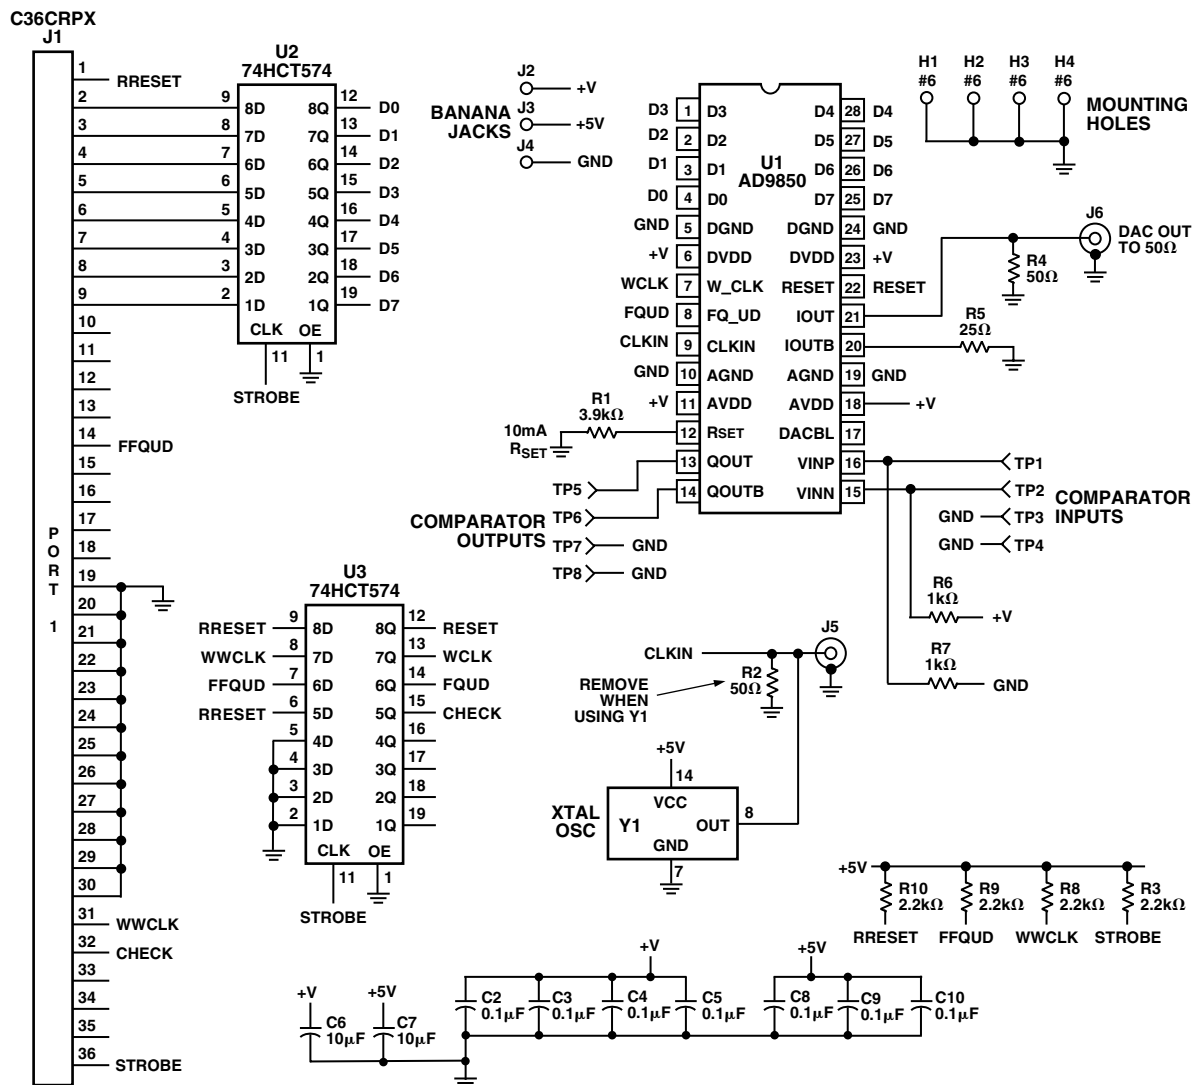 C36CRPX
J1
1 RRESET
2
3
4
5
6
7
8
9
10
11
12
13
14 FFQUD
15
16
17
18
19
20
21
22
23
24
25
26
27
28
29
30
31 WWCLK
32 CHECK
33
34
35
36 STROBE
PORT 1
U2
74HCT574
9 8D 8Q 12 D0
8 7D 7Q 13 D1
7 6D 6Q 14 D2
6 5D 5Q 15 D3
5 4D 4Q 16 D4
4 3D 3Q 17 D5
3 2D 2Q 18 D6
2 1D 1Q 19 D7
CLK OE
11 1
STROBE
BANANA
JACKS
J2 +V
J3 +5V
J4 GND
U1
AD9850
D3 1 D3 D4 28 D4
D2 2 D2 D5 27 D5
D1 3 D1 D6 26 D6
D0 4 D0 D7 25 D7
GND 5 DGND DGND 24 GND
+V 6 DVDD DVDD 23 +V
WCLK 7 W_CLK RESET 22 RESET
FQUD 8 FQ_UD IOUT 21
CLKIN 9 CLKIN IOUTB 20
GND 10 AGND AGND 19 GND
+V 11 AVDD AVDD 18 +V
12 RSET DACBL 17
13 QOUT VINP 16
14 QOUTB VINN 15
R1
3.9kΩ
10mA
RSET
TP5
TP6
TP7 GND
TP8 GND
COMPARATOR
OUTPUTS
H1 H2 H3 H4
#6 #6 #6 #6
MOUNTING
HOLES
J6
DAC OUT
TO 50Ω
R4
50Ω
R5
25Ω
TP1
TP2
GND TP3
GND TP4
COMPARATOR
INPUTS
R6
1kΩ
+V
R7
1kΩ
GND
U3
74HCT574
RRESET 9 8D 8Q 12 RESET
WWCLK 8 7D 7Q 13 WCLK
FFQUD 7 6D 6Q 14 FQUD
RRESET 6 5D 5Q 15 CHECK
5 4D 4Q 16
4 3D 3Q 17
3 2D 2Q 18
2 1D 1Q 19
CLK OE
11 1
STROBE
CLKIN
J5
R2
50Ω
REMOVE
WHEN
USING Y1
+5V
14
VCC
XTAL
OSC
Y1 OUT 8
GND
7
+5V
R10
2.2kΩ
R9
2.2kΩ
R8
2.2kΩ
R3
2.2kΩ
RRESET FFQUD WWCLK STROBE
+V
C6
10μF
+5V
C7
10μF
+V
C2
0.1μF
C3
0.1μF
C4
0.1μF
C5
0.1μF
+5V
C8
0.1μF
C9
0.1μF
C10
0.1μF